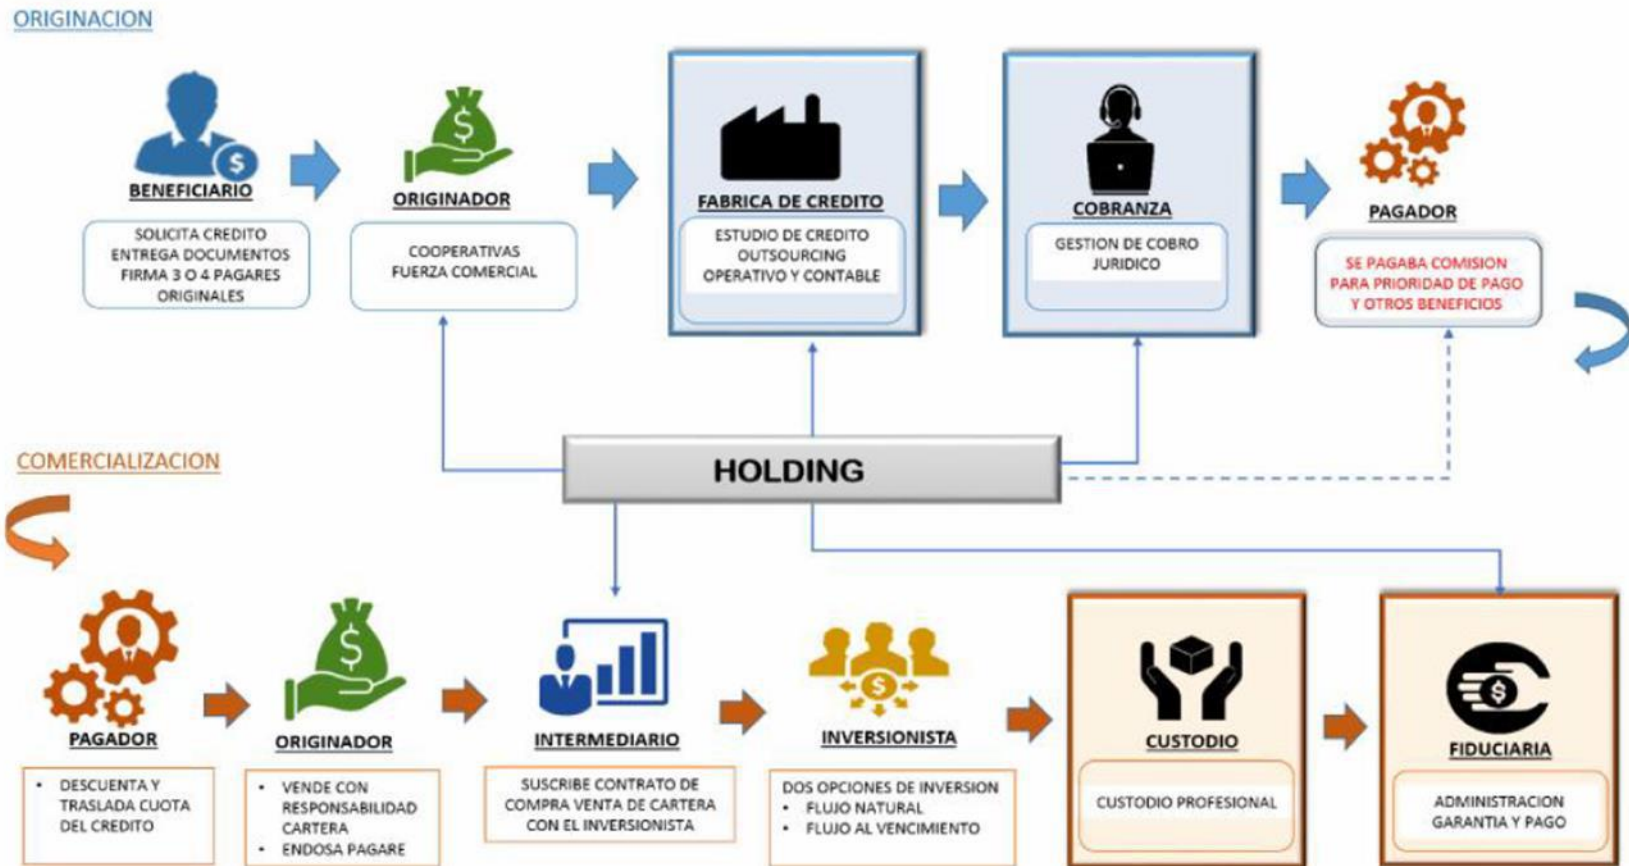 ORIGINACION
BENEFICIARIO
SOLICITA CREDITO
ENTREGA DOCUMENTOS
FIRMA 3 O 4 PAGARES
ORIGINALES
ORIGINADOR
COOPERATIVAS
FUERZA COMERCIAL
FABRICA DE CREDITO
ESTUDIO DE CREDITO
OUTSOURCING
OPERATIVO Y CONTABLE
COBRANZA
GESTION DE COBRO
JURIDICO
PAGADOR
SE PAGABA COMISION
PARA PRIORIDAD DE PAGO
Y OTROS BENEFICIOS
HOLDING
COMERCIALIZACION
PAGADOR
• DESCUENTA Y
TRASLADA CUOTA
DEL CREDITO
ORIGINADOR
• VENDE CON
RESPONSABILIDAD
CARTERA
• ENDOSA PAGARE
INTERMEDIARIO
SUSCRIBE CONTRATO DE
COMPRA VENTA DE CARTERA
CON EL INVERSIONISTA
INVERSIONISTA
DOS OPCIONES DE INVERSION
• FLUJO NATURAL
• FLUJO AL VENCIMIENTO
CUSTODIO
CUSTODIO PROFESIONAL
FIDUCIARIA
ADMINISTRACION
GARANTIA Y PAGO